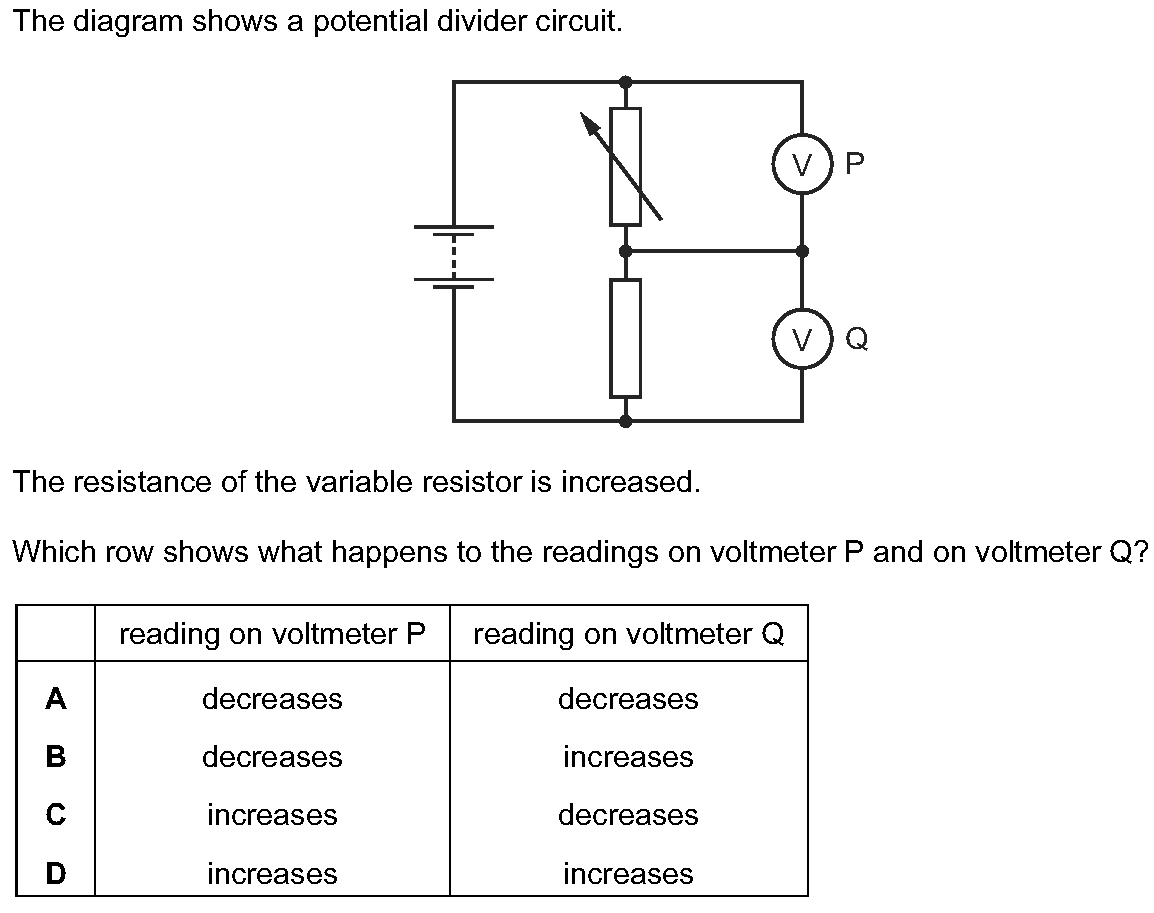 The diagram shows a potential divider circuit.
V P
V Q
The resistance of the variable resistor is increased.
Which row shows what happens to the readings on voltmeter P and on voltmeter Q?
reading on voltmeter P reading on voltmeter Q
A decreases decreases
B decreases increases
C increases decreases
D increases increases